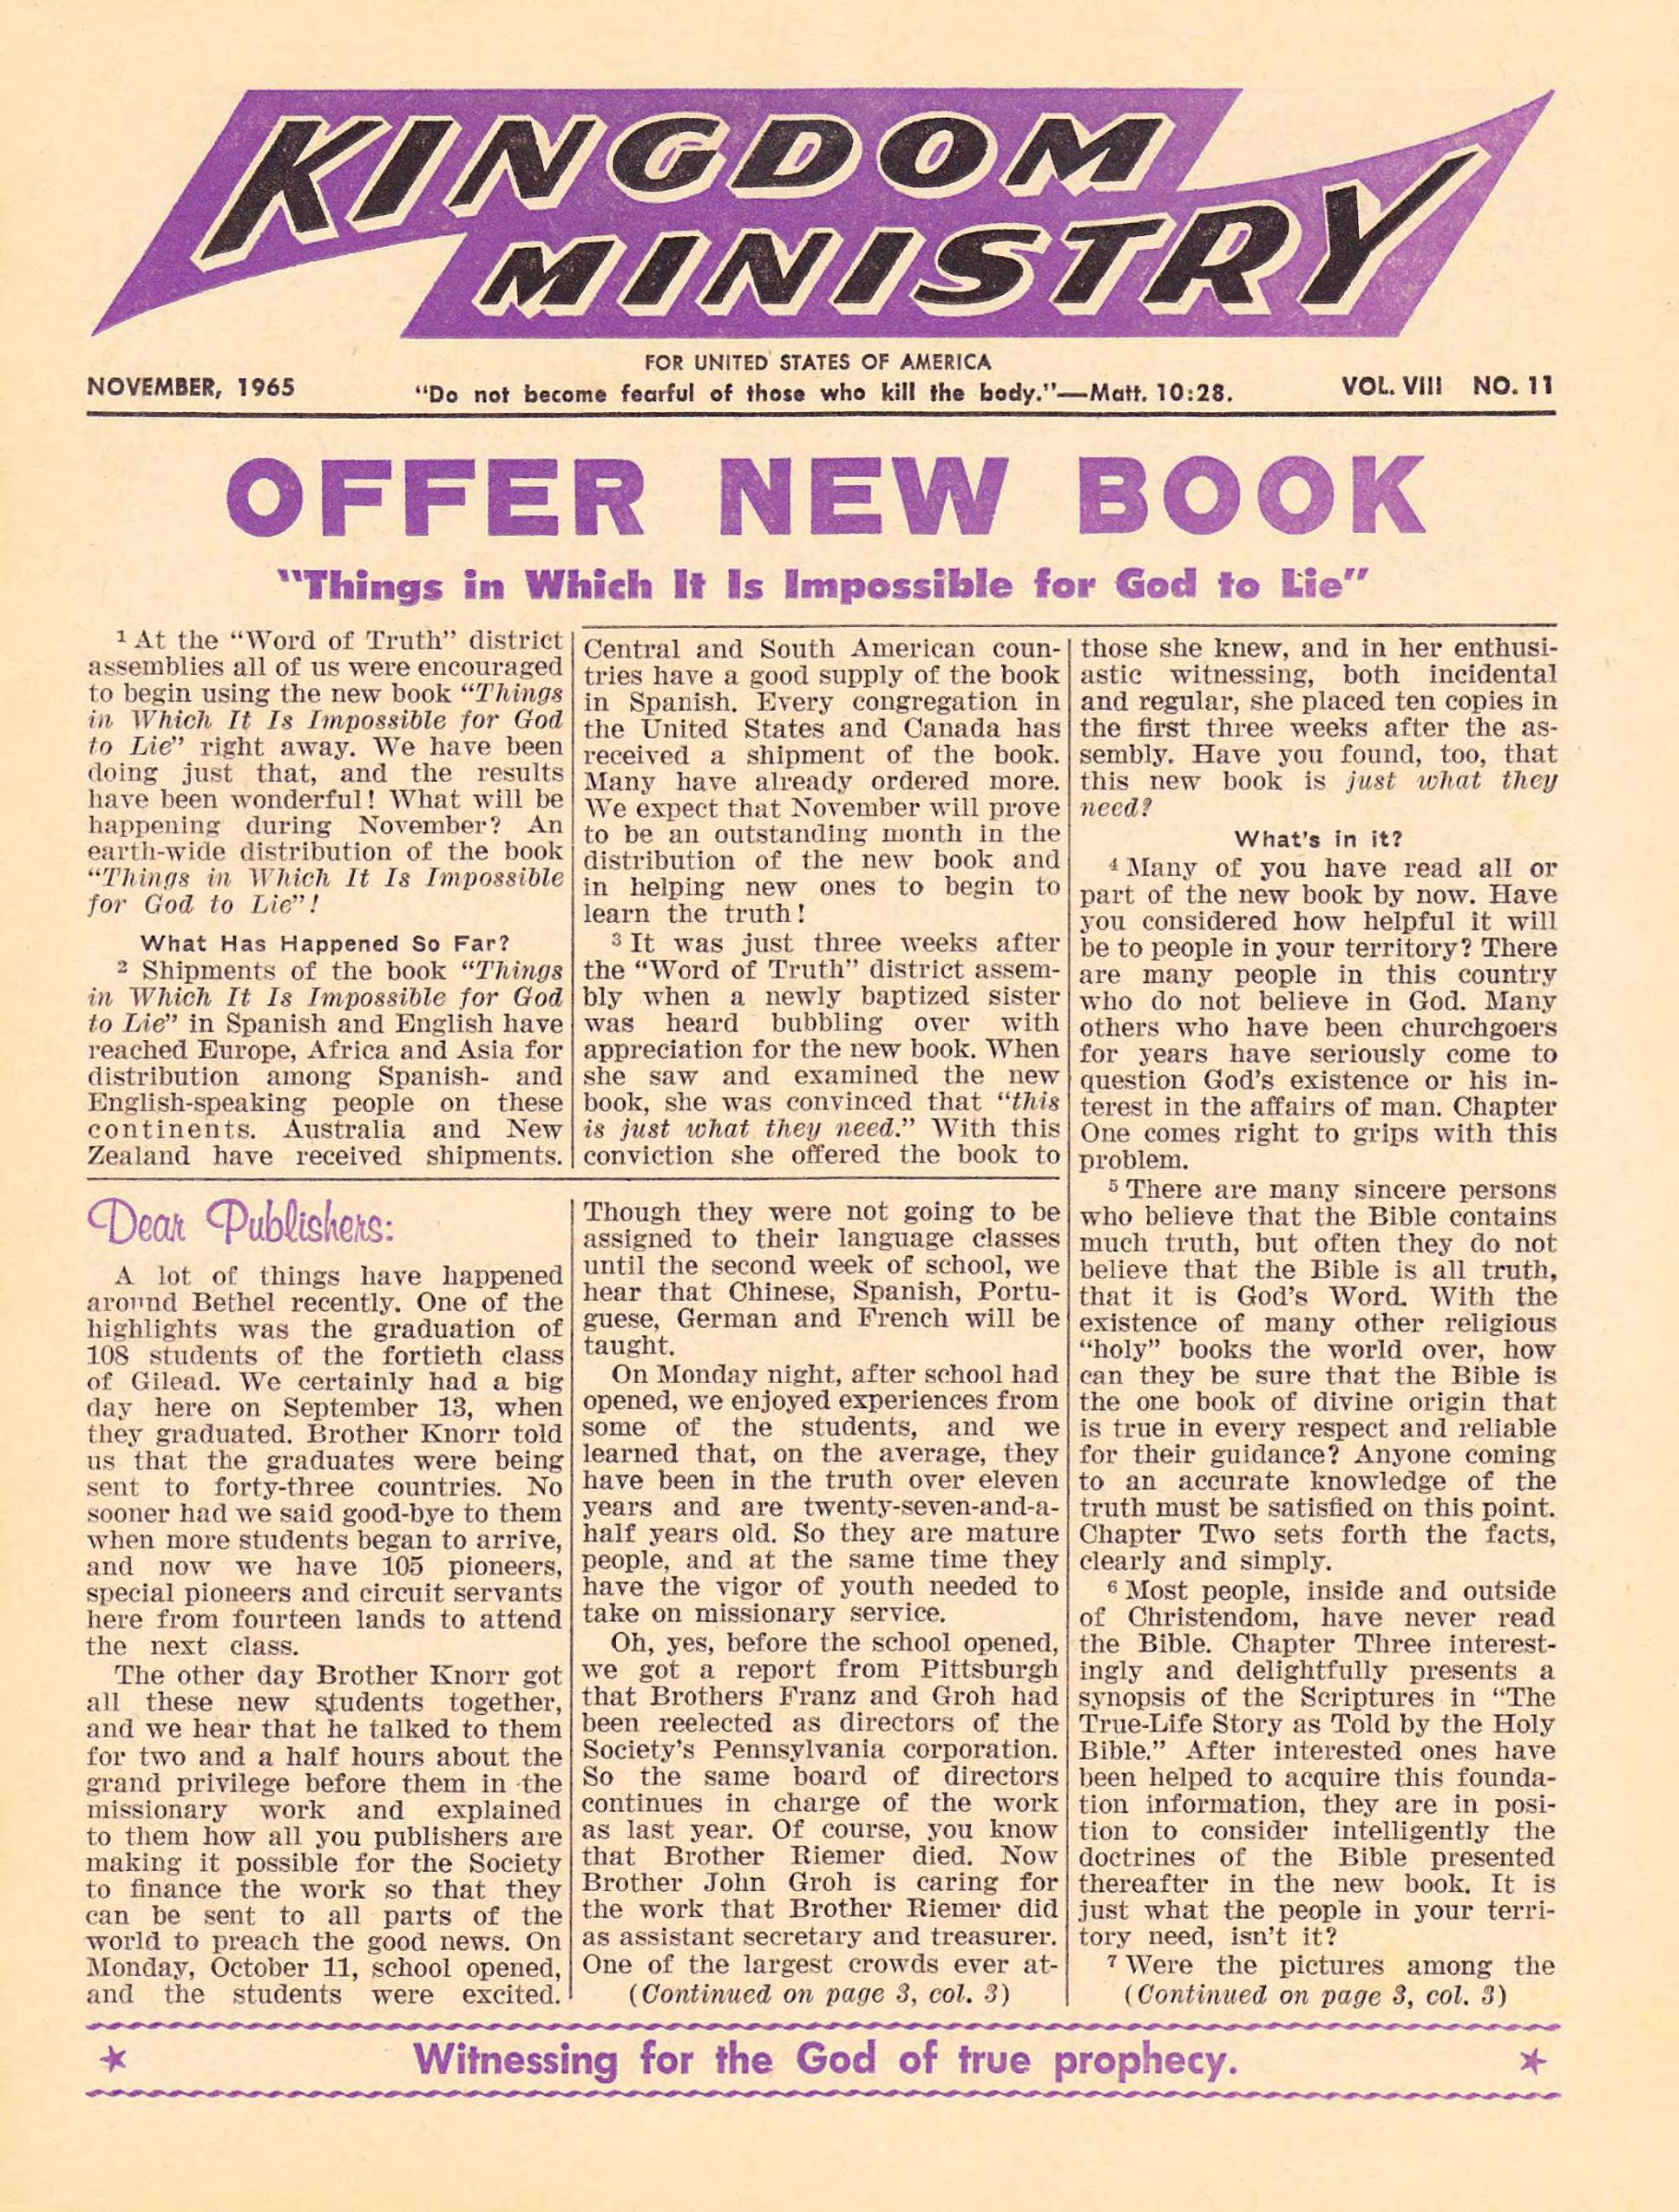 KINGDOM
MINISTRY
FOR UNITED STATES OF AMERICA
NOVEMBER, 1965 "Do not become fearful of those who kill the body."—Matt. 10:28. VOL. VIII NO. 11
OFFER NEW BOOK
"Things in Which It Is Impossible for God to Lie"
1 At the "Word of Truth" district
assemblies all of us were encouraged
to begin using the new book "Things
in Which It Is Impossible for God
to Lie" right away. We have been
doing just that, and the results
have been wonderful! What will be
happening during November? An
earth-wide distribution of the book
"Things in Which It Is Impossible
for God to Lie"!
What Has Happened So Far?
2 Shipments of the book "Things
in Which It Is Impossible for God
to Lie" in Spanish and English have
reached Europe, Africa and Asia for
distribution among Spanish- and
English-speaking people on these
continents. Australia and New
Zealand have received shipments.
Central and South American coun-
tries have a good supply of the book
in Spanish. Every congregation in
the United States and Canada has
received a shipment of the book.
Many have already ordered more.
We expect that November will prove
to be an outstanding month in the
distribution of the new book and
in helping new ones to begin to
learn the truth!
3 It was just three weeks after
the "Word of Truth" district assem-
bly when a newly baptized sister
was heard bubbling over with
appreciation for the new book. When
she saw and examined the new
book, she was convinced that "this
is just what they need." With this
conviction she offered the book to
those she knew, and in her enthusi-
astic witnessing, both incidental
and regular, she placed ten copies in
the first three weeks after the as-
sembly. Have you found, too, that
this new book is just what they
need?
What's in it?
4 Many of you have read all or
part of the new book by now. Have
you considered how helpful it will
be to people in your territory? There
are many people in this country
who do not believe in God. Many
others who have been churchgoers
for years have seriously come to
question God's existence or his in-
terest in the affairs of man. Chapter
One comes right to grips with this
problem.
5 There are many sincere persons
who believe that the Bible contains
much truth, but often they do not
believe that the Bible is all truth,
that it is God's Word. With the
existence of many other religious
"holy" books the world over, how
can they be sure that the Bible is
the one book of divine origin that
is true in every respect and reliable
for their guidance? Anyone coming
to an accurate knowledge of the
truth must be satisfied on this point.
Chapter Two sets forth the facts,
clearly and simply.
6 Most people, inside and outside
of Christendom, have never read
the Bible. Chapter Three interest-
ingly and delightfully presents a
synopsis of the Scriptures in "The
True-Life Story as Told by the Holy
Bible." After interested ones have
been helped to acquire this founda-
tion information, they are in posi-
tion to consider intelligently the
doctrines of the Bible presented
thereafter in the new book. It is
just what the people in your terri-
tory need, isn't it?
7 Were the pictures among the
(Continued on page 3, col. 3)
Dear Publishers:
A lot of things have happened
around Bethel recently. One of the
highlights was the graduation of
108 students of the fortieth class
of Gilead. We certainly had a big
day here on September 13, when
they graduated. Brother Knorr told
us that the graduates were being
sent to forty-three countries. No
sooner had we said good-bye to them
when more students began to arrive,
and now we have 105 pioneers,
special pioneers and circuit servants
here from fourteen lands to attend
the next class.
The other day Brother Knorr got
all these new students together,
and we hear that he talked to them
for two and a half hours about the
grand privilege before them in the
missionary work and explained
to them how all you publishers are
making it possible for the Society
to finance the work so that they
can be sent to all parts of the
world to preach the good news. On
Monday, October 11, school opened,
and the students were excited.
Though they were not going to be
assigned to their language classes
until the second week of school, we
hear that Chinese, Spanish, Portu-
guese, German and French will be
taught.
On Monday night, after school had
opened, we enjoyed experiences from
some of the students, and we
learned that, on the average, they
have been in the truth over eleven
years and are twenty-seven-and-a-
half years old. So they are mature
people, and at the same time they
have the vigor of youth needed to
take on missionary service.
Oh, yes, before the school opened,
we got a report from Pittsburgh
that Brothers Franz and Groh had
been reelected as directors of the
Society's Pennsylvania corporation.
So the same board of directors
continues in charge of the work
as last year. Of course, you know
that Brother Riemer died. Now
Brother John Groh is caring for
the work that Brother Riemer did
as assistant secretary and treasurer.
One of the largest crowds ever at-
(Continued on page 3, col. 3)
Witnessing for the God of true prophecy.